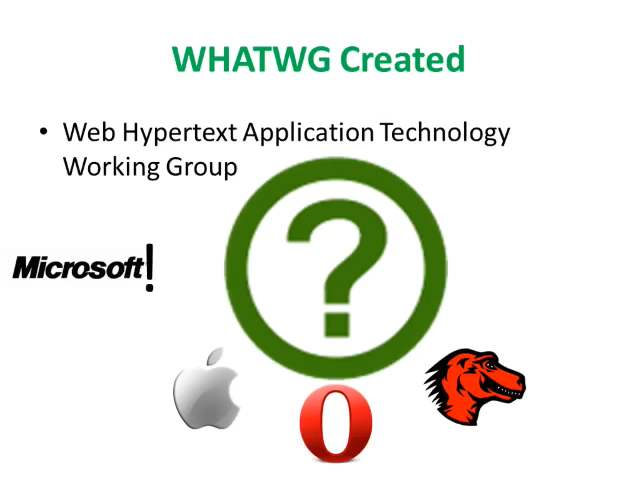 WHATWG Created
• Web Hypertext Application Technology
Working Group
?
Microsoft!